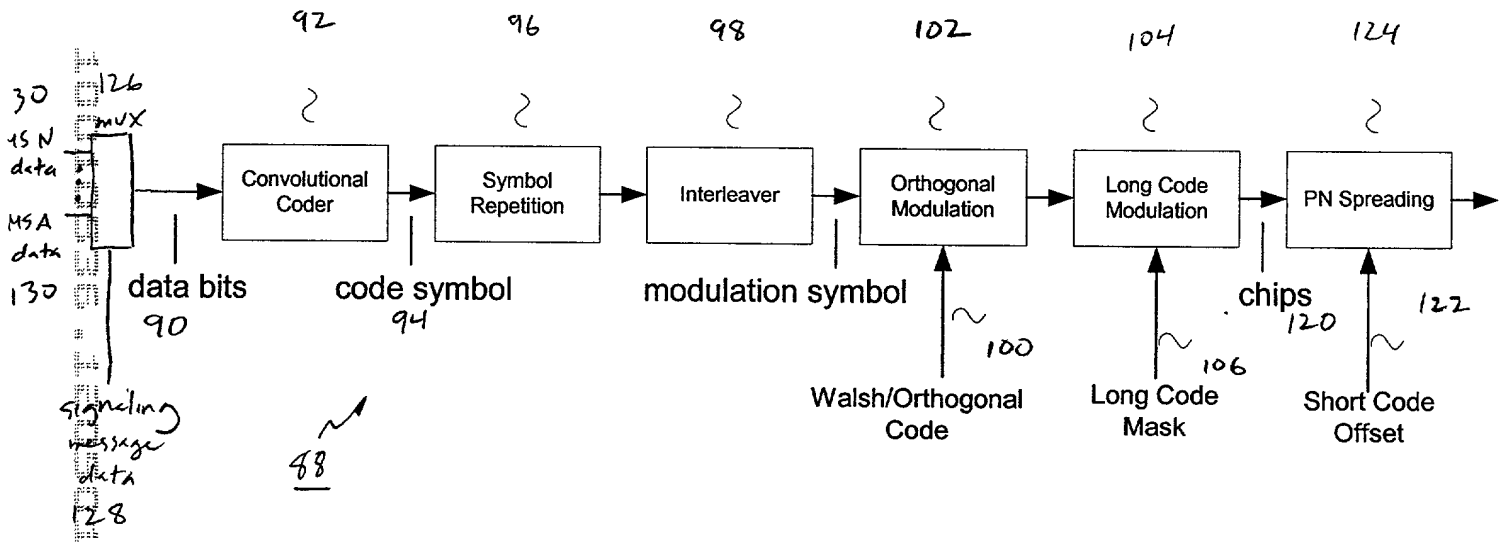 92 96 98 102 104 124
30 126
mux
MSN
data
MSA
data
130
Convolutional
Coder
Symbol
Repetition
Interleaver
Orthogonal
Modulation
Long Code
Modulation
PN Spreading
data bits
90
code symbol
94
modulation symbol
chips
120
122
100
106
Walsh/Orthogonal
Code
Long Code
Mask
Short Code
Offset
signaling
message
data
128
88